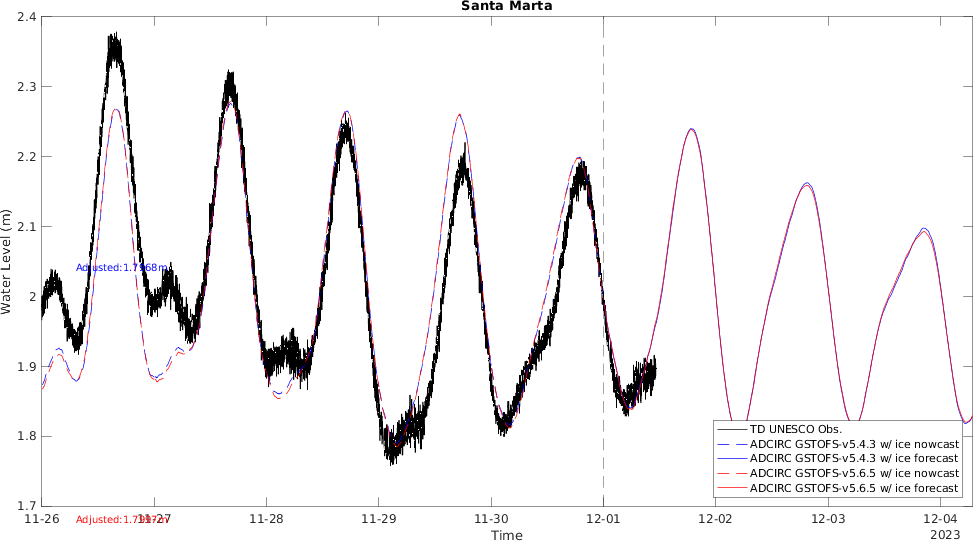 Santa Marta
2.4
2.3
2.2
2.1
2
1.9
1.8
1.7
Water Level (m)
TD UNESCO Obs.
ADCIRC GSTOFS-v5.4.3 w/ ice nowcast
ADCIRC GSTOFS-v5.4.3 w/ ice forecast
ADCIRC GSTOFS-v5.6.5 w/ ice nowcast
ADCIRC GSTOFS-v5.6.5 w/ ice forecast
11-26 11-27 11-28 11-29 11-30 12-01 12-02 12-03 12-04
2023
Time